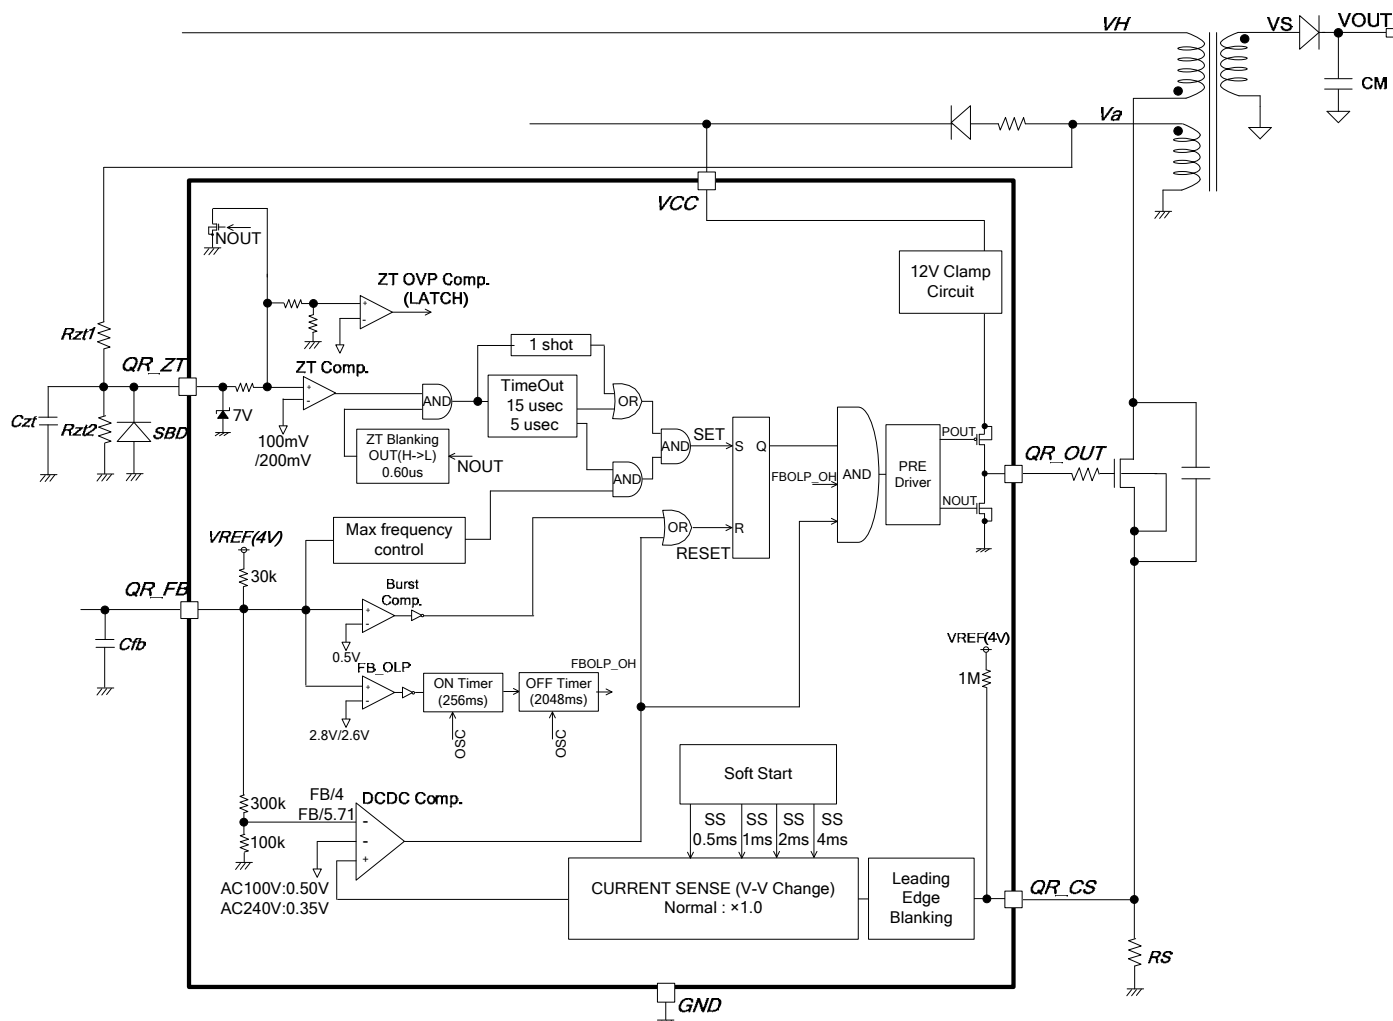 VH
VS
VOUT
CM
Va
VCC
NOUT
12V Clamp
Circuit
ZT OVP Comp.
(LATCH)
Rzt1
1 shot
QR_ZT
ZT Comp.
TimeOut
15 usec
5 usec
AND
OR
7V
Czt
Rzt2
SBD
100mV
/200mV
ZT Blanking
OUT(H->L)
0.60us
NOUT
AND
SET
S
Q
AND
FBOLP_OH
AND
PRE
Driver
POUT
NOUT
QR_OUT
Max frequency
control
OR
R
RESET
VREF(4V)
30k
QR_FB
Cfb
Burst
Comp.
0.5V
FB_OLP
ON Timer
(256ms)
OFF Timer
(2048ms)
FBOLP_OH
2.8V/2.6V
OSC
OSC
VREF(4V)
1M
Soft Start
300k
FB/4
FB/5.71
DCDC Comp.
100k
SS
0.5ms
SS
1ms
SS
2ms
SS
4ms
AC100V:0.50V
AC240V:0.35V
CURRENT SENSE (V-V Change)
Normal : ×1.0
Leading
Edge
Blanking
QR_CS
RS
GND